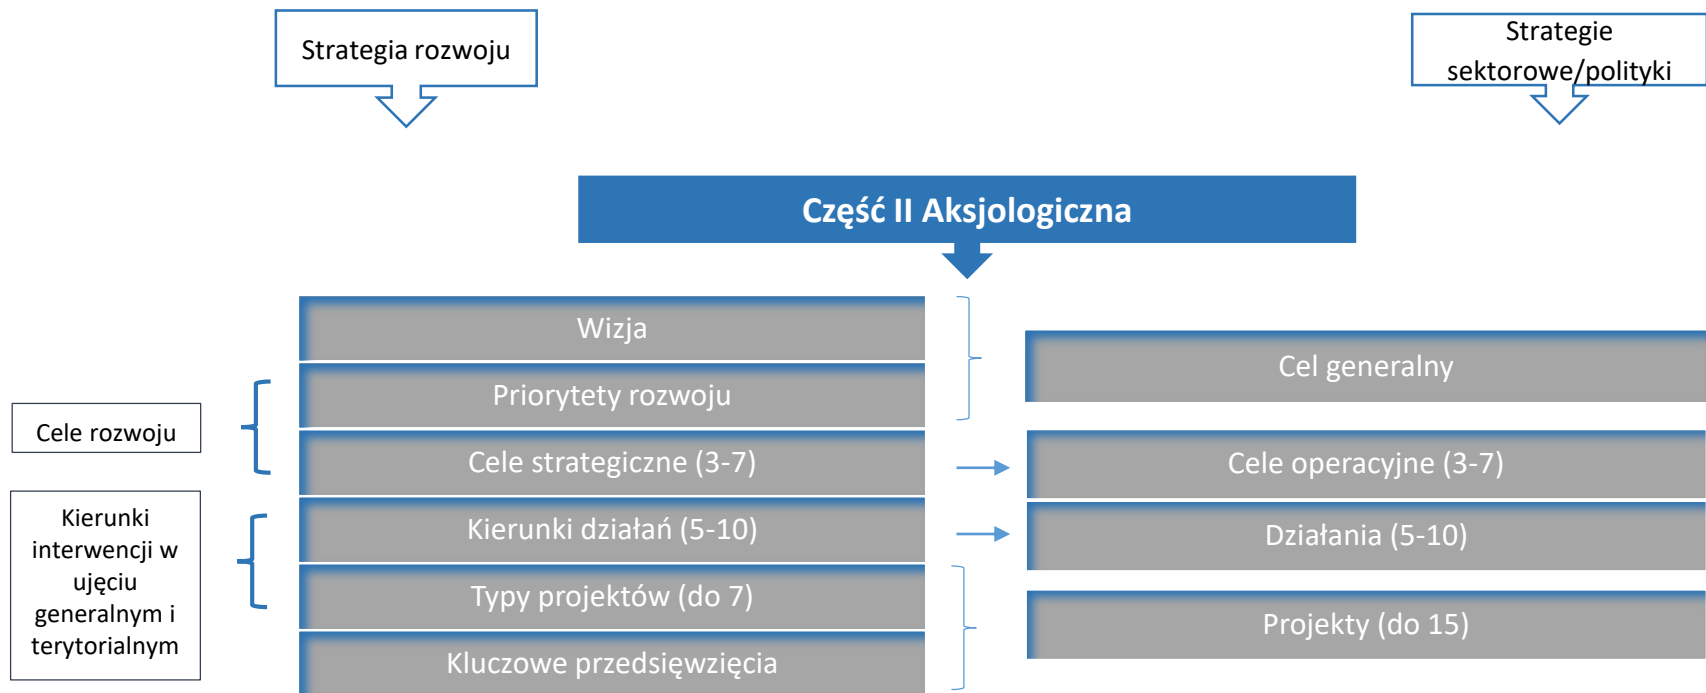 Strategia rozwoju
Strategie
sektorowe/polityki
Część II Aksjologiczna
Wizja
Priorytety rozwoju
Cele strategiczne (3-7)
Kierunki działań (5-10)
Typy projektów (do 7)
Kluczowe przedsięwzięcia
Cele rozwoju
Kierunki
interwencji w
ujęciu
generalnym i
terytorialnym
Cel generalny
Cele operacyjne (3-7)
Działania (5-10)
Projekty (do 15)